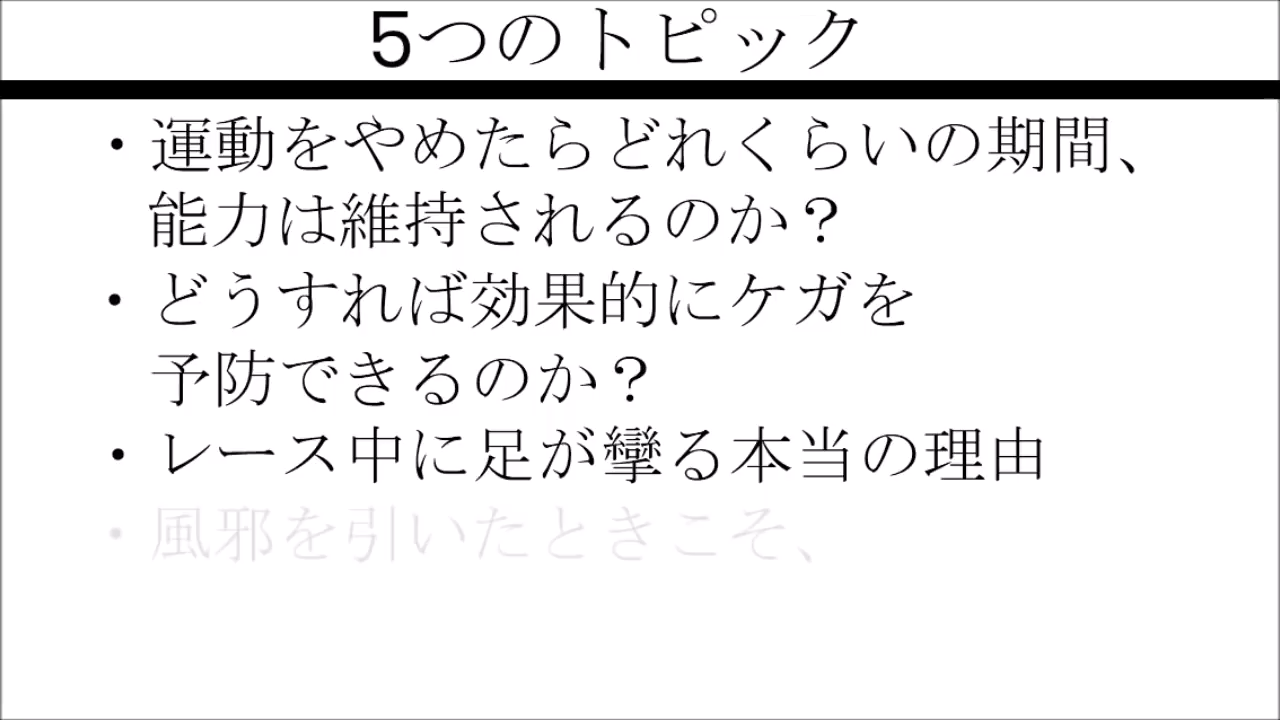 5つのトピック
・運動をやめたらどれくらいの期間、
能力は維持されるのか？
・どうすれば効果的にケガを
予防できるのか？
・レース中に足が攣る本当の理由
・風邪を引いたときこそ、